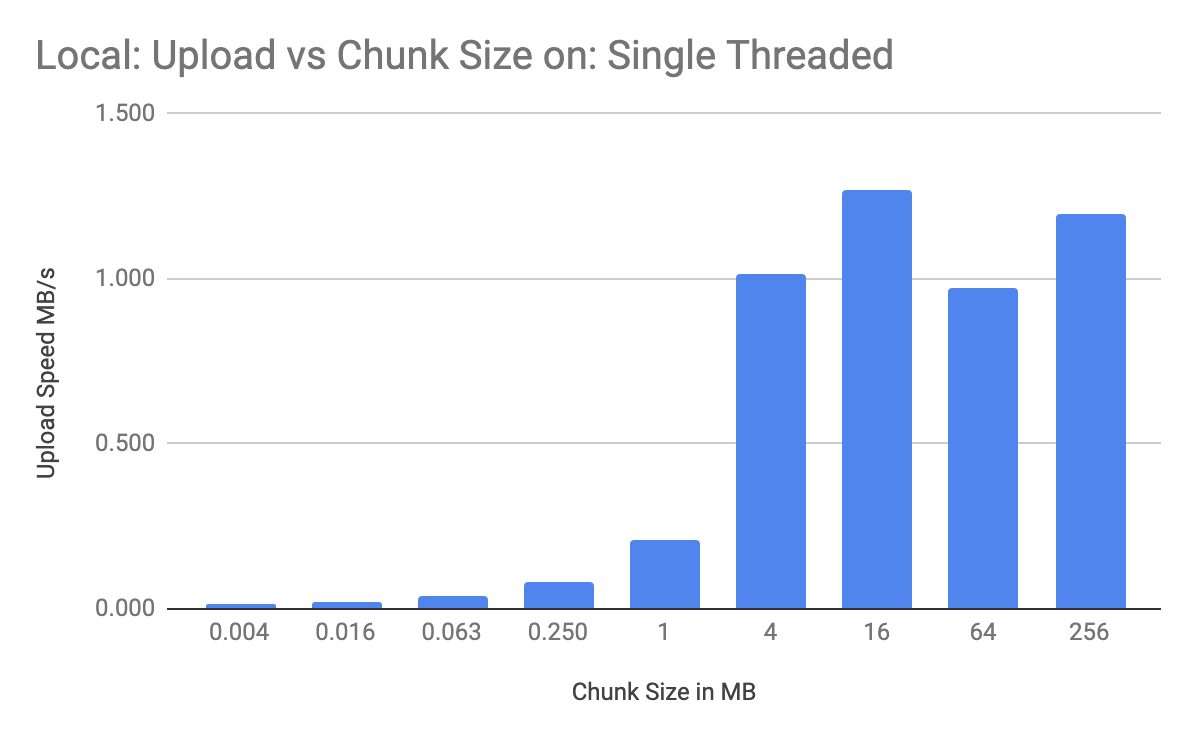 Local: Upload vs Chunk Size on: Single Threaded
1.500
1.000
0.500
0.000
Upload Speed MB/s
0.004 0.016 0.063 0.250 1 4 16 64 256
Chunk Size in MB